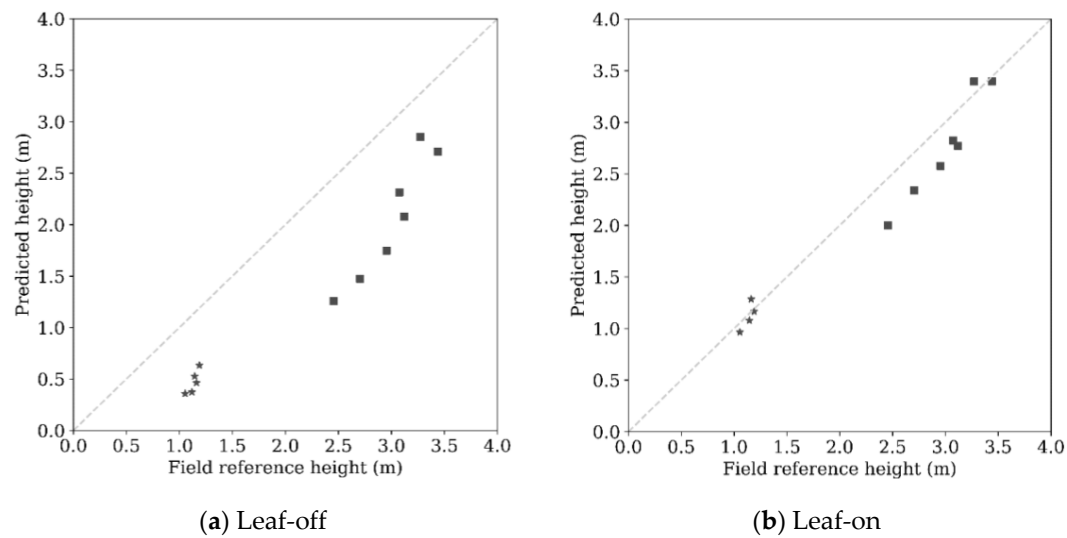 4.0 4.0
3.5 3.5
3.0 3.0
2.5 2.5
2.0 2.0
1.5 1.5
1.0 1.0
0.5 0.5
0.0 0.0
Predicted height (m) Predicted height (m)
0.0 0.5 1.0 1.5 2.0 2.5 3.0 3.5 4.0 0.0 0.5 1.0 1.5 2.0 2.5 3.0 3.5 4.0
Field reference height (m) Field reference height (m)
(a) Leaf-off (b) Leaf-on